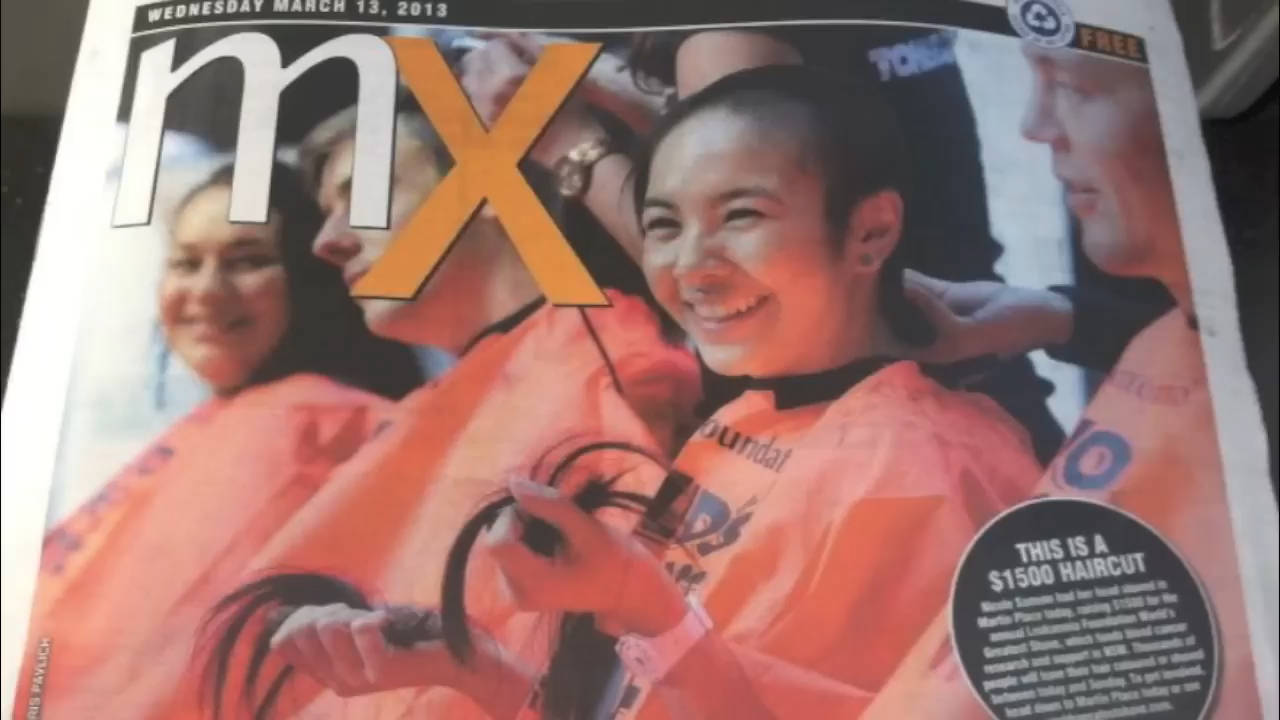 WEDNESDAY MARCH 13, 2013
mx
FREE
oundat
THIS IS A
$1500 HAIRCUT
had her head shaved in
Martin Place today, raising $1500 for the
annual Leukaemia Foundation World's
Greatest Shave, which funds blood cancer
research and support in NSW. Thousands of
people will have their hair coloured or shaved
between today and Sunday. To get involved,
head down to Martin Place today or see
RIS PAVLICH